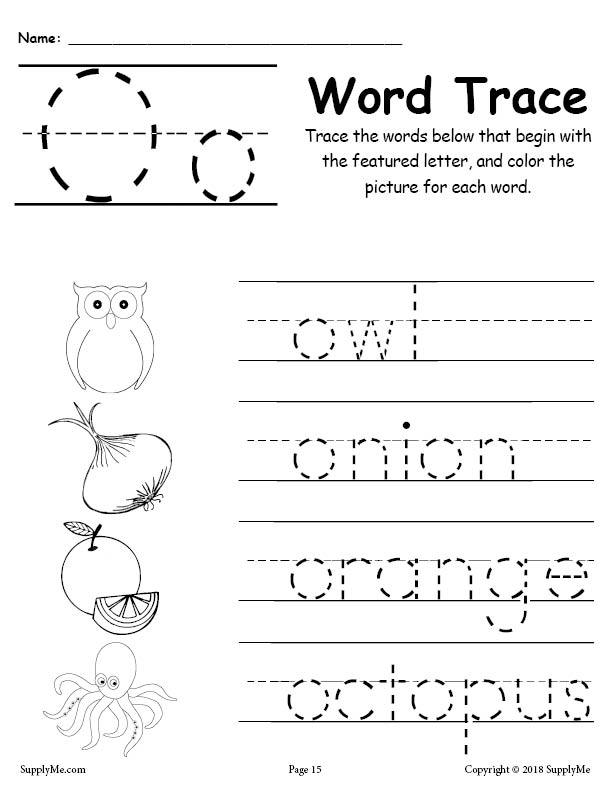 Name: ______________________________________
O o
Word Trace
Trace the words below that begin with
the featured letter, and color the
picture for each word.
owl
onion
orange
octopus
SupplyMe.com
Page 15
Copyright © 2018 SupplyMe